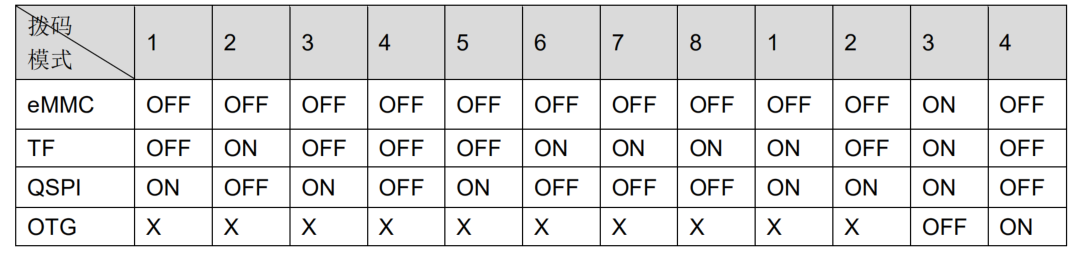 拨码
模式 1 2 3 4 5 6 7 8 1 2 3 4
eMMC OFF OFF OFF OFF OFF OFF OFF OFF OFF OFF ON OFF
TF OFF ON OFF OFF OFF ON ON ON ON OFF ON OFF
QSPI ON OFF ON OFF ON OFF OFF OFF ON ON ON OFF
OTG X X X X X X X X X X OFF ON